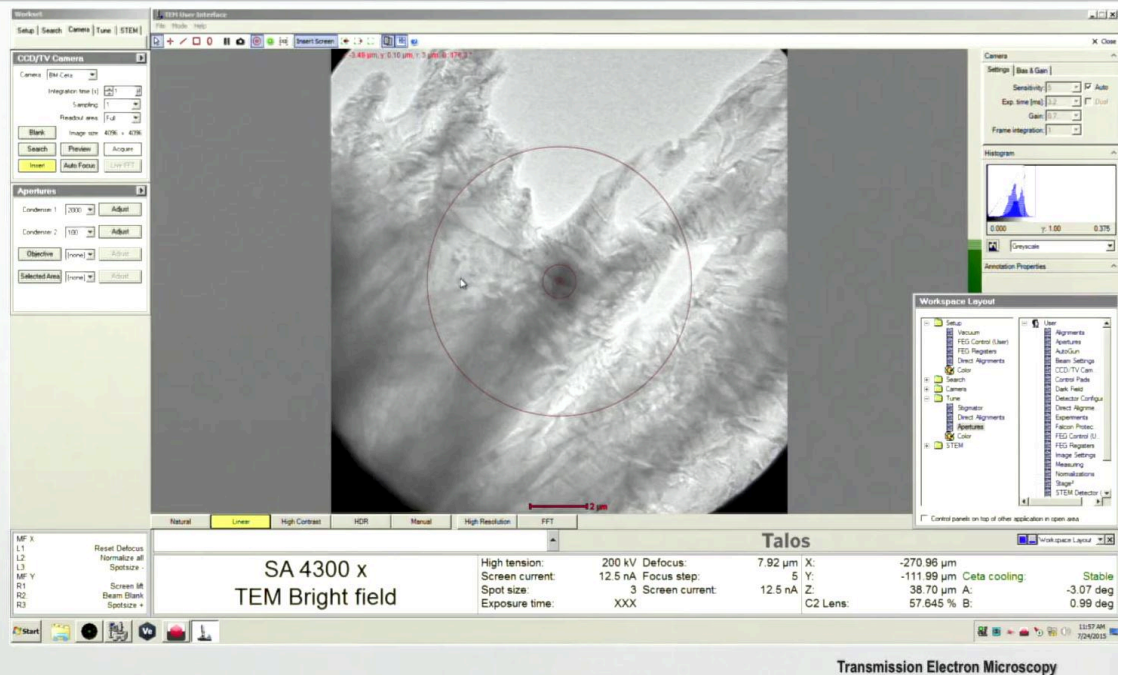 Workset
TEM User Interface
Setup | Search | Camera | Tune | STEM |
File Mode Help
Insert Screen
X Close
CCD/TV Camera
Camera BM-Ceta
Integration time (s) 1
Sampling 1
Readout area Full
Blank Image size 4096 × 4096
Search Preview Acquire
Insert Auto Focus Live FFT
Apertures
Condenser 1 2000 Adjust
Condenser 2 100 Adjust
Objective [none] Adjust
Selected Area [none] Adjust
2 µm
Natural Linear High Contrast HDR Manual High Resolution FFT
Camera
Settings Bias & Gain
Sensitivity: 5 Auto
Exp. time [ms]: 3.2 Dual
Gain: 0.7
Frame integration: 1
Histogram
0.000 γ: 1.00 0.375
Greyscale
Annotation Properties
Workspace Layout
Setup
Vacuum
FEG Control (User)
FEG Registers
Direct Alignments
Color
Search
Camera
Tune
Stigmator
Direct Alignments
Apertures
Color
STEM
User
Alignments
Apertures
AutoGun
Beam Settings
CCD/TV Cam
Control Pads
Dark Field
Detector Configu
Direct Alignme
Experiments
Falcon Protec
FEG Control (U
FEG Registers
Image Settings
Measuring
Normalizations
Stage²
STEM Detector (
Control panels on top of other application in open area
MF X
L1 Reset Defocus
L2 Normalize all
L3 Spotsize -
MF Y
R1 Screen lift
R2 Beam Blank
R3 Spotsize +
SA 4300 x
TEM Bright field
Talos
Workspace Layout
High tension: 200 kV Defocus: 7.92 µm X: -270.96 µm
Screen current: 12.5 nA Focus step: 5 Y: -111.99 µm Ceta cooling: Stable
Spot size: 3 Screen current: 12.5 nA Z: 38.70 µm A: -3.07 deg
Exposure time: XXX C2 Lens: 57.645 % B: 0.99 deg
Start
Ve
11:57 AM
7/24/2015
Transmission Electron Microscopy